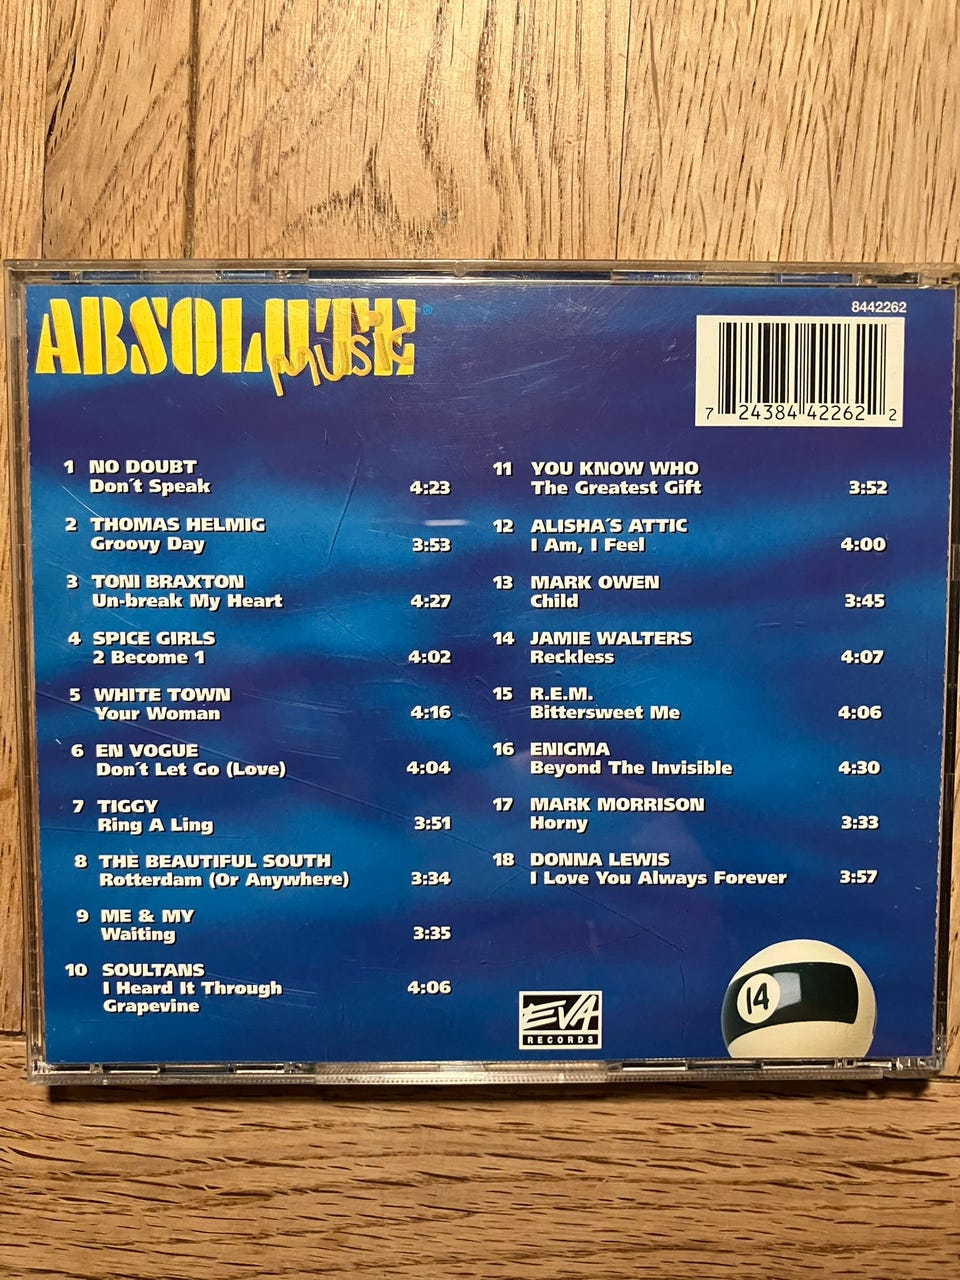 ABSOLUTE
music
®
8442262
7 24384 42262 2
1 NO DOUBT
Don´t Speak 4:23
2 THOMAS HELMIG
Groovy Day 3:53
3 TONI BRAXTON
Un-break My Heart 4:27
4 SPICE GIRLS
2 Become 1 4:02
5 WHITE TOWN
Your Woman 4:16
6 EN VOGUE
Don´t Let Go (Love) 4:04
7 TIGGY
Ring A Ling 3:51
8 THE BEAUTIFUL SOUTH
Rotterdam (Or Anywhere) 3:34
9 ME & MY
Waiting 3:35
10 SOULTANS
I Heard It Through 4:06
Grapevine
11 YOU KNOW WHO
The Greatest Gift 3:52
12 ALISHA´S ATTIC
I Am, I Feel 4:00
13 MARK OWEN
Child 3:45
14 JAMIE WALTERS
Reckless 4:07
15 R.E.M.
Bittersweet Me 4:06
16 ENIGMA
Beyond The Invisible 4:30
17 MARK MORRISON
Horny 3:33
18 DONNA LEWIS
I Love You Always Forever 3:57
EVA
RECORDS
14